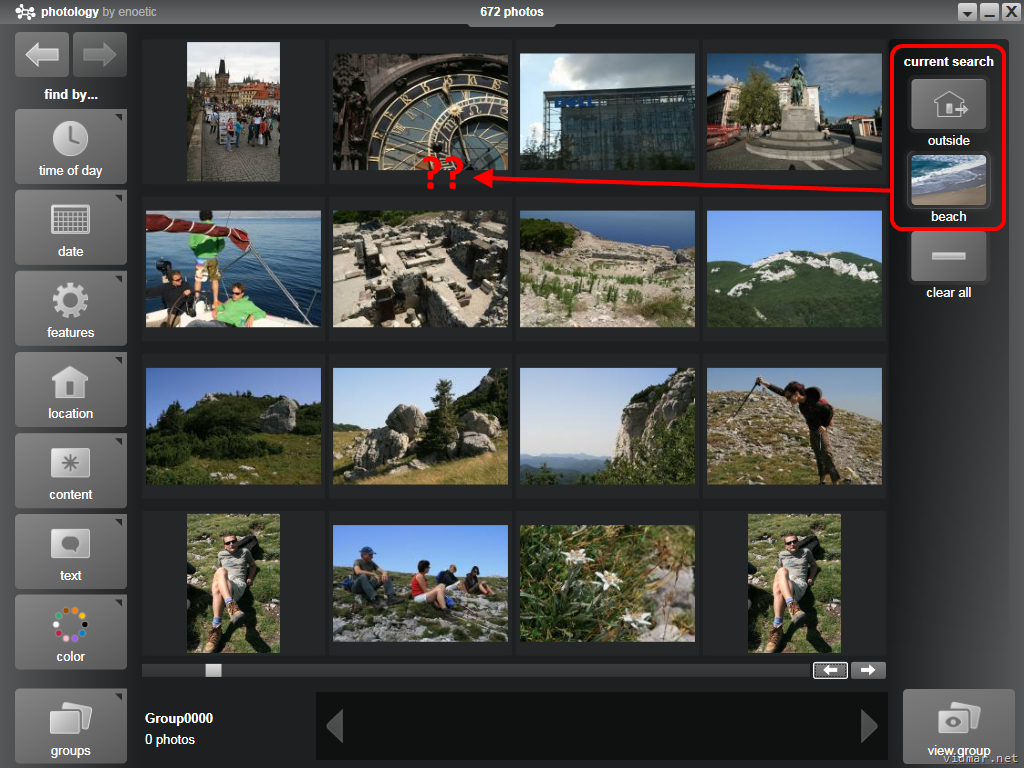 photology by enoetic
672 photos
find by...
time of day
date
features
location
content
text
color
groups
??
current search
outside
beach
clear all
Group0000
0 photos
view group
vidmar.net